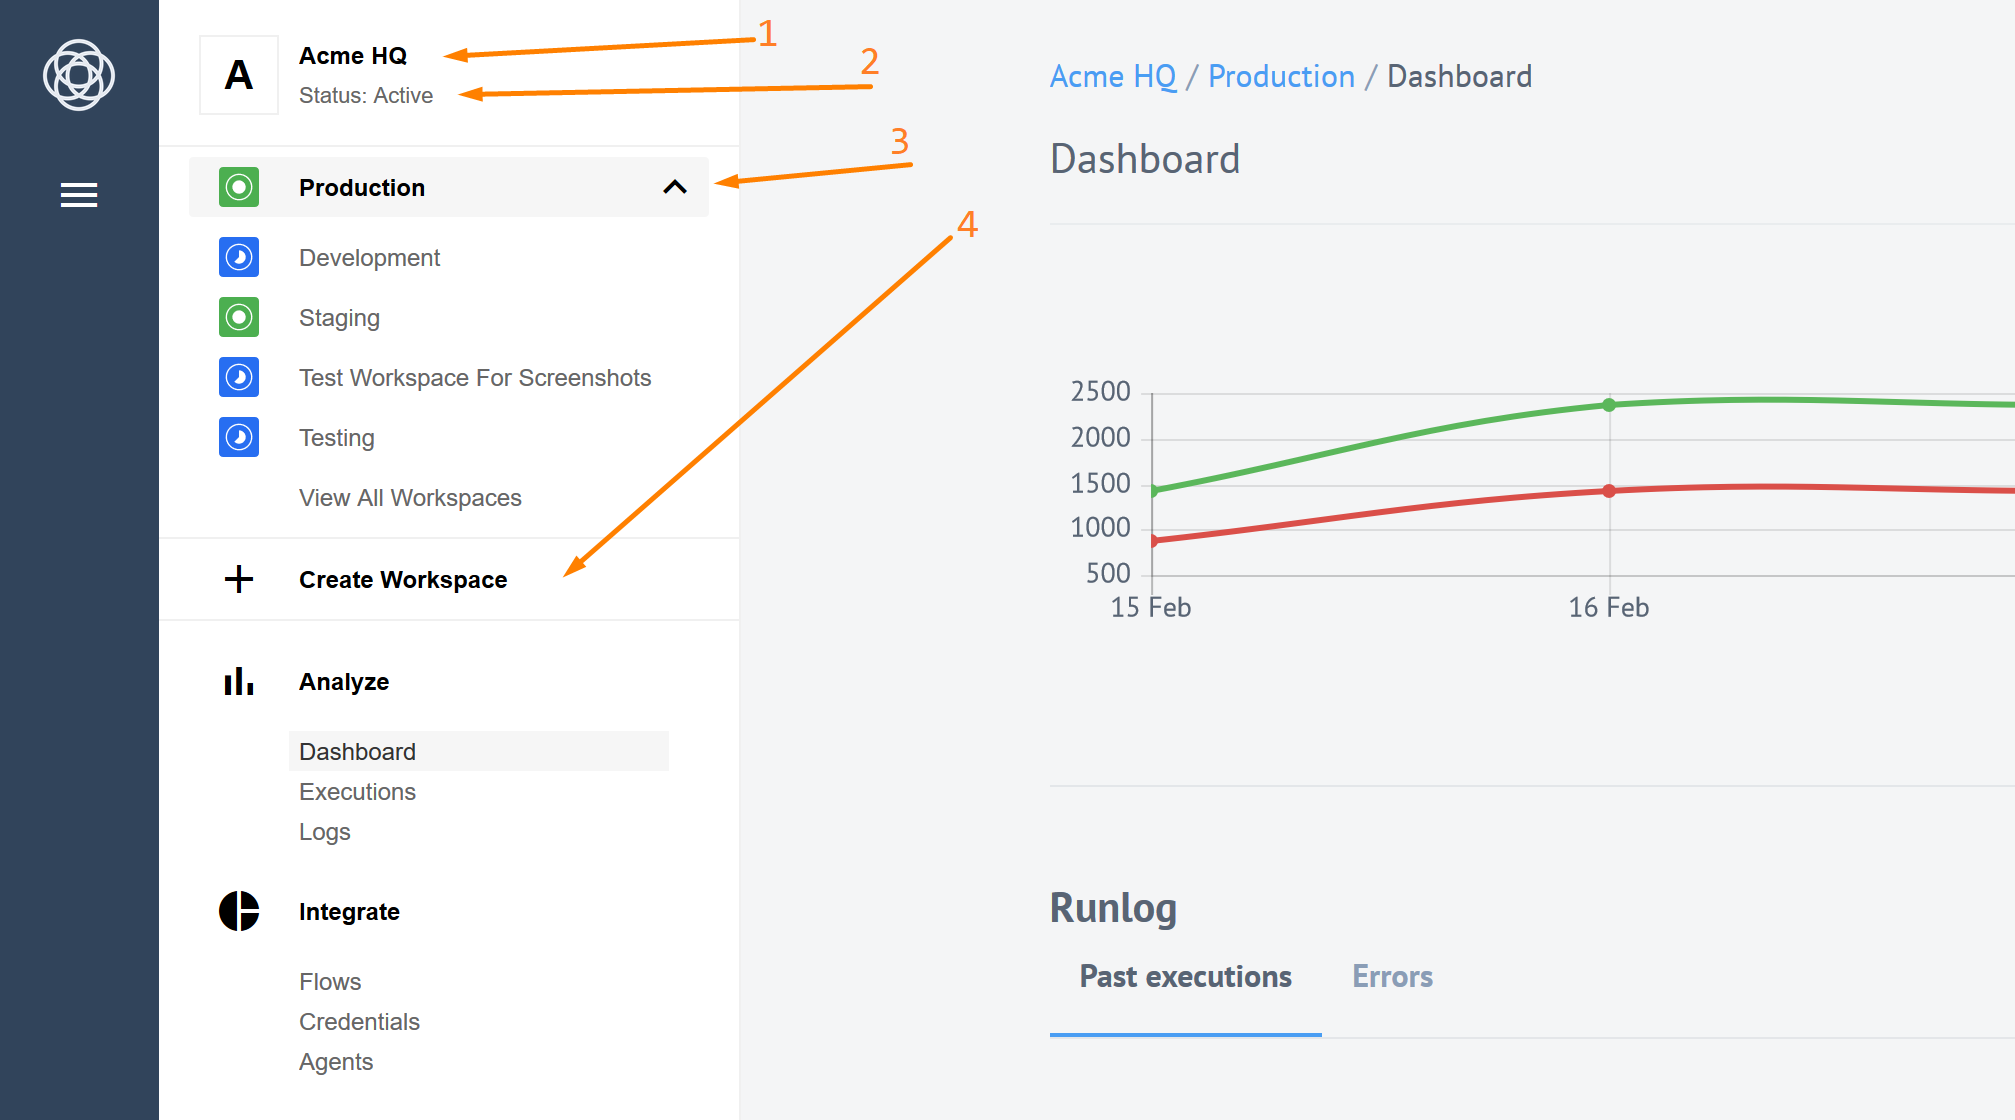 A
Acme HQ
Status: Active
1
2
3
4
Production
Development
Staging
Test Workspace For Screenshots
Testing
View All Workspaces
Create Workspace
Analyze
Dashboard
Executions
Logs
Integrate
Flows
Credentials
Agents
Acme HQ / Production / Dashboard
Dashboard
2500
2000
1500
1000
500
15 Feb
16 Feb
Runlog
Past executions
Errors